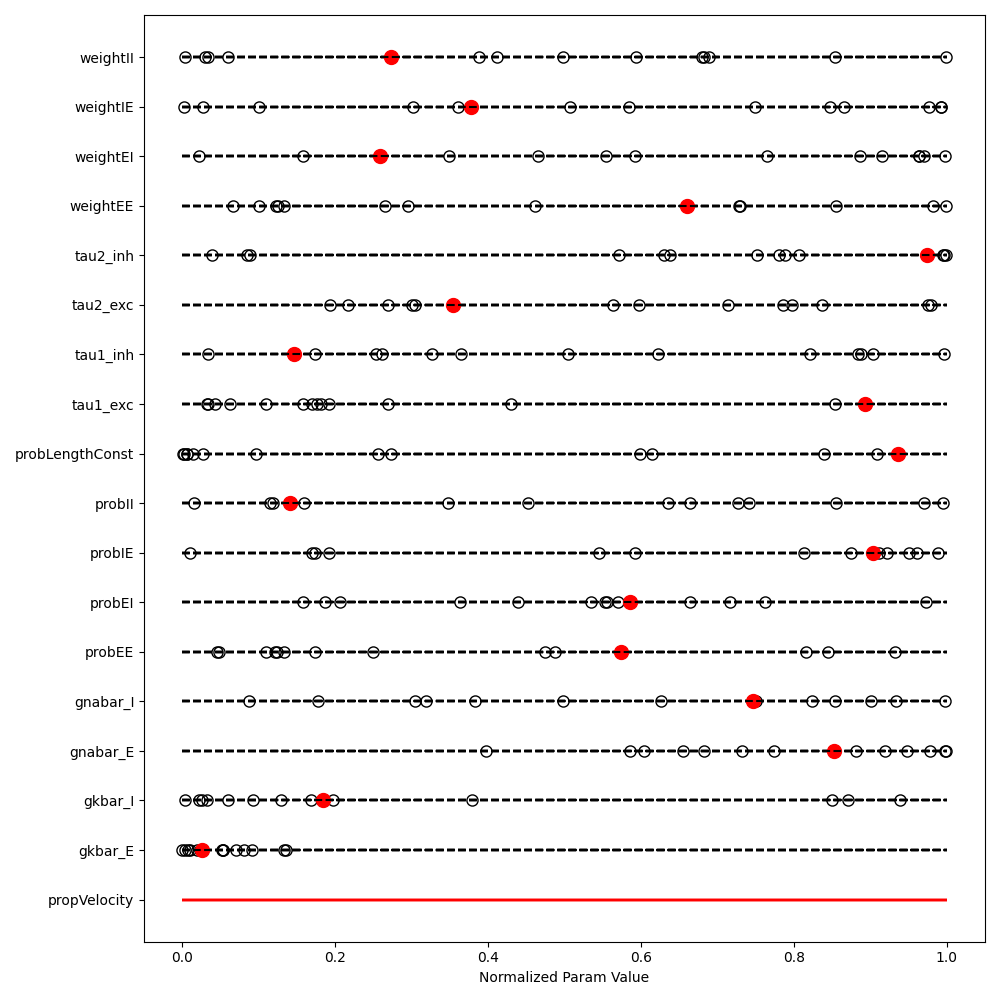 weightII
weightIE
weightEI
weightEE
tau2_inh
tau2_exc
tau1_inh
tau1_exc
probLengthConst
probII
probIE
probEI
probEE
gnabar_I
gnabar_E
gkbar_I
gkbar_E
propVelocity
0.0 0.2 0.4 0.6 0.8 1.0
Normalized Param Value